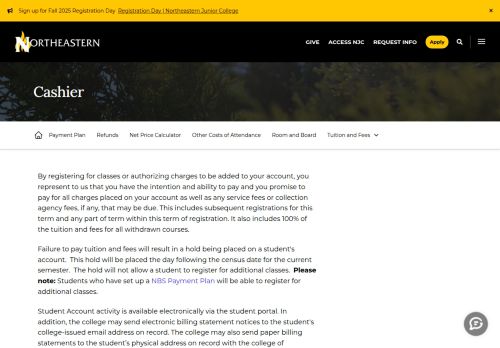 Sign up for Fall 2025 Registration Day Registration Day | Northeastern Junior College ×
NORTHEASTERN GIVE ACCESS NJC REQUEST INFO Apply
Cashier
Payment Plan Refunds Net Price Calculator Other Costs of Attendance Room and Board Tuition and Fees
By registering for classes or authorizing charges to be added to your account, you
represent to us that you have the intention and ability to pay and you promise to
pay for all charges placed on your account as well as any service fees or collection
agency fees, if any, that may be due. This includes subsequent registrations for this
term and any part of term within this term of registration. It also includes 100% of
the tuition and fees for all withdrawn courses.
Failure to pay tuition and fees will result in a hold being placed on a student's
account. This hold will be placed the day following the census date for the current
semester. The hold will not allow a student to register for additional classes. Please
note: Students who have set up a NBS Payment Plan will be able to register for
additional classes.
Student Account activity is available electronically via the student portal. In
addition, the college may send electronic billing statement notices to the student's
college-issued email address on record. The college may also send paper billing
statements to the student's physical address on record with the college of